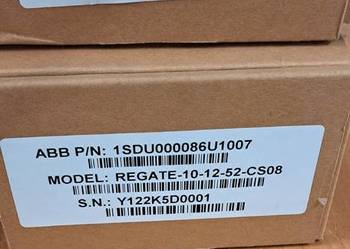 ABB P/N: 1SDU000086U1007
MODEL: REGATE-10-12-52-CS08
S.N.: Y122K5D0001